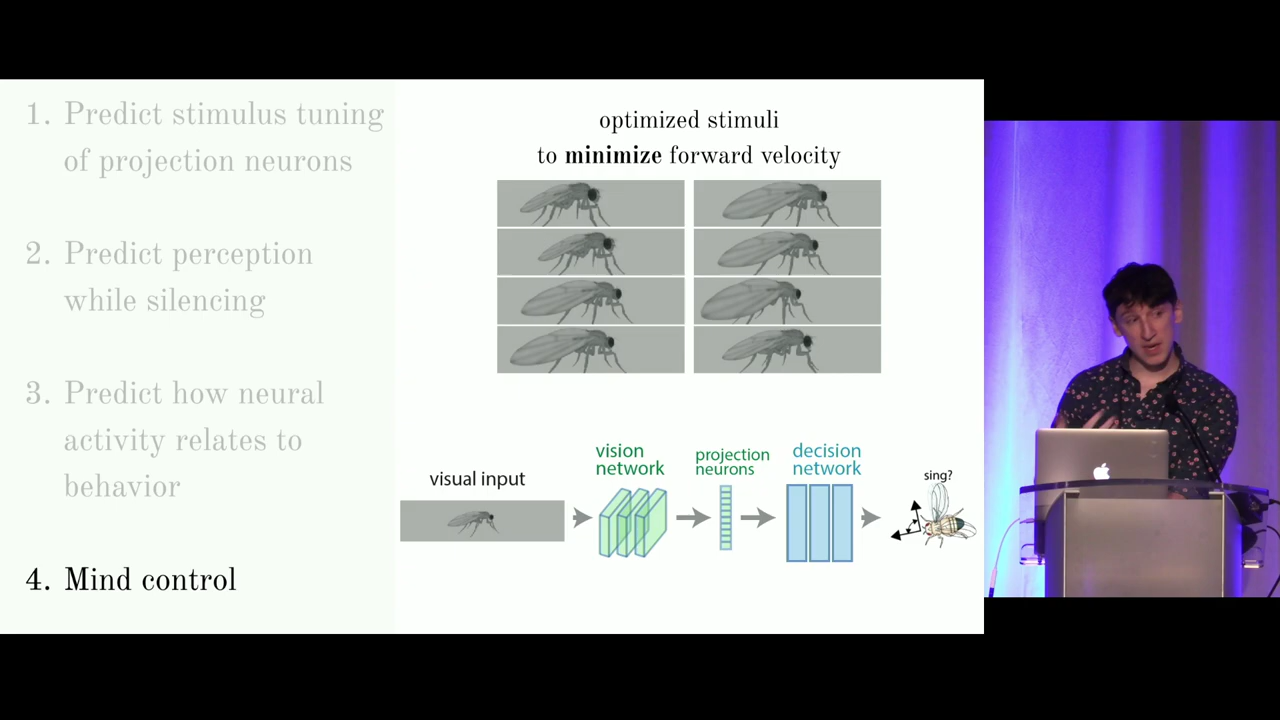 1. Predict stimulus tuning
of projection neurons
2. Predict perception
while silencing
3. Predict how neural
activity relates to
behavior
4. Mind control
optimized stimuli
to minimize forward velocity
visual input
vision
network
projection
neurons
decision
network
sing?